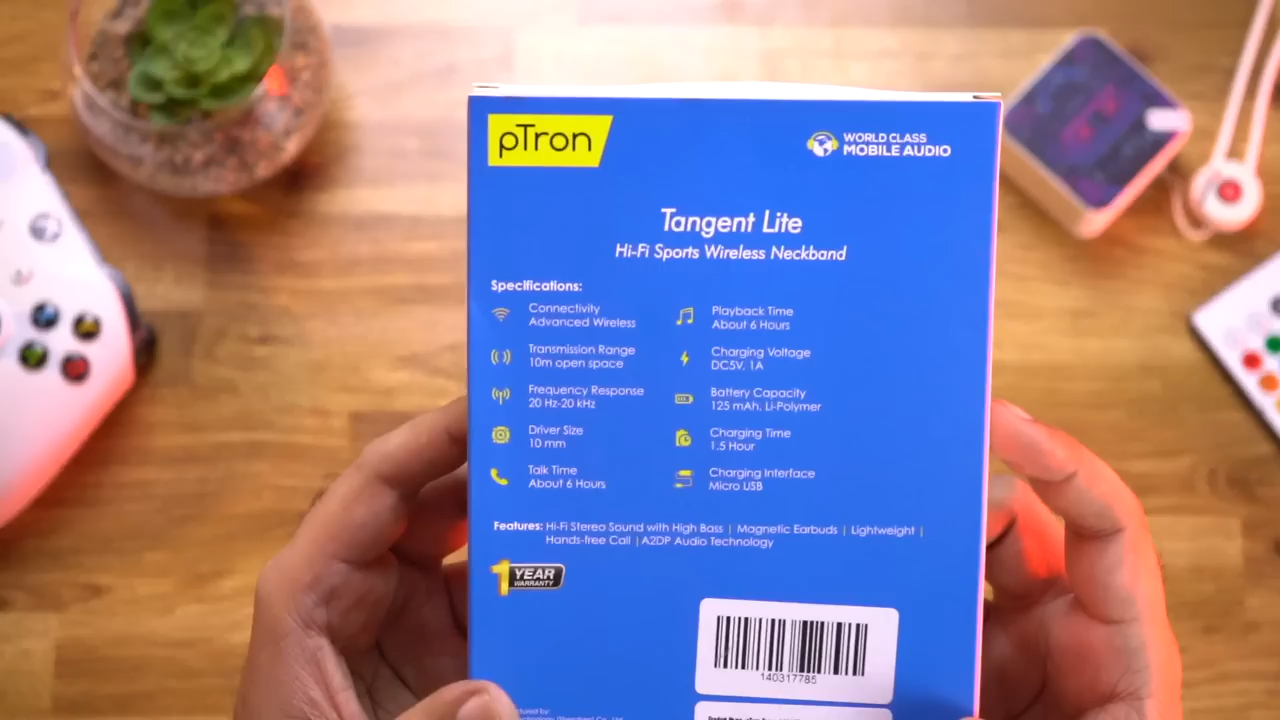 pTron
WORLD CLASS
MOBILE AUDIO
Tangent Lite
Hi-Fi Sports Wireless Neckband
Specifications:
Connectivity
Advanced Wireless
Transmission Range
10m open space
Frequency Response
20 Hz-20 kHz
Driver Size
10 mm
Talk Time
About 6 Hours
Playback Time
About 6 Hours
Charging Voltage
DC5V, 1A
Battery Capacity
125 mAh, Li-Polymer
Charging Time
1.5 Hour
Charging Interface
Micro USB
Features: Hi-Fi Stereo Sound with High Bass | Magnetic Earbuds | Lightweight |
Hands-free Call | A2DP Audio Technology
1 YEAR
WARRANTY
140317785